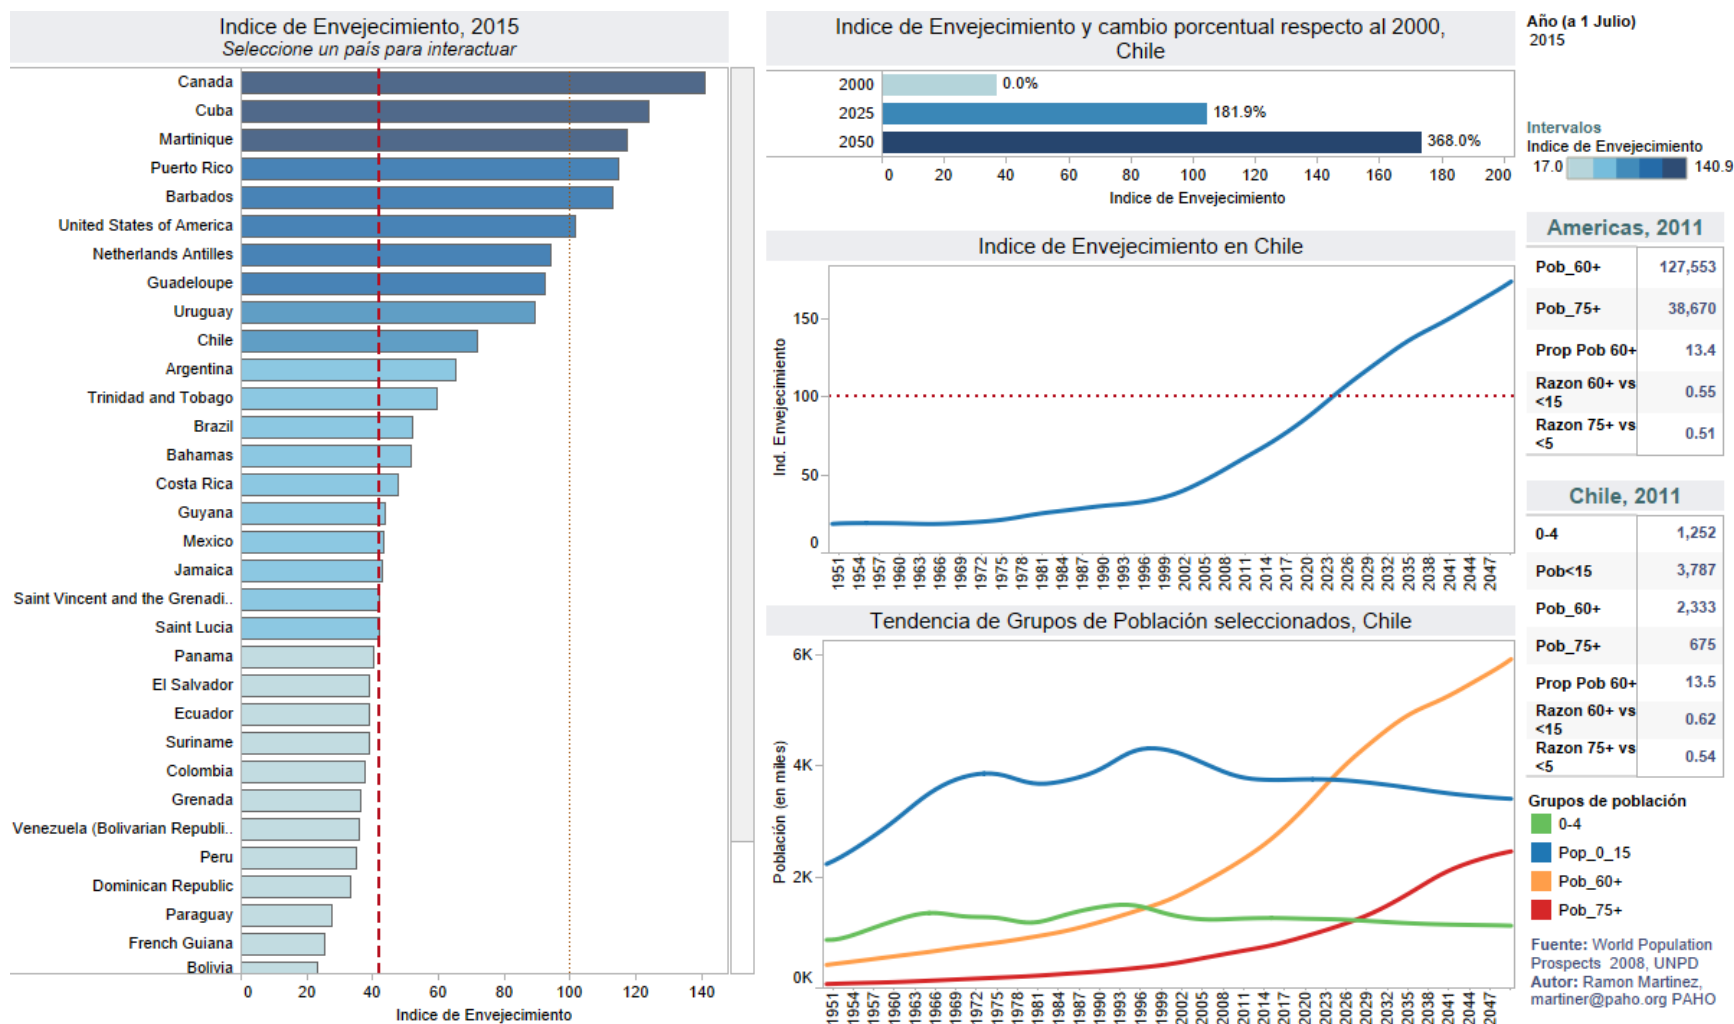 Indice de Envejecimiento, 2015
Seleccione un país para interactuar
Canada
Cuba
Martinique
Puerto Rico
Barbados
United States of America
Netherlands Antilles
Guadeloupe
Uruguay
Chile
Argentina
Trinidad and Tobago
Brazil
Bahamas
Costa Rica
Guyana
Mexico
Jamaica
Saint Vincent and the Grenadi..
Saint Lucia
Panama
El Salvador
Ecuador
Suriname
Colombia
Grenada
Venezuela (Bolivarian Republi..
Peru
Dominican Republic
Paraguay
French Guiana
Bolivia
0 20 40 60 80 100 120 140
Indice de Envejecimiento
Indice de Envejecimiento y cambio porcentual respecto al 2000,
Chile
2000 0.0%
2025 181.9%
2050 368.0%
0 20 40 60 80 100 120 140 160 180 200
Indice de Envejecimiento
Indice de Envejecimiento en Chile
Ind. Envejecimiento
150
100
50
0
1951 1954 1957 1960 1963 1966 1969 1972 1975 1978 1981 1984 1987 1990 1993 1996 1999 2002 2005 2008 2011 2014 2017 2020 2023 2026 2029 2032 2035 2038 2041 2044 2047
Tendencia de Grupos de Población seleccionados, Chile
Población (en miles)
6K
4K
2K
0K
1951 1954 1957 1960 1963 1966 1969 1972 1975 1978 1981 1984 1987 1990 1993 1996 1999 2002 2005 2008 2011 2014 2017 2020 2023 2026 2029 2032 2035 2038 2041 2044 2047
Año (a 1 Julio)
2015
Intervalos
Indice de Envejecimiento
17.0 140.9
Americas, 2011
Pob_60+ 127,553
Pob_75+ 38,670
Prop Pob 60+ 13.4
Razon 60+ vs
<15 0.55
Razon 75+ vs
<5 0.51
Chile, 2011
0-4 1,252
Pob<15 3,787
Pob_60+ 2,333
Pob_75+ 675
Prop Pob 60+ 13.5
Razon 60+ vs
<15 0.62
Razon 75+ vs
<5 0.54
Grupos de población
0-4
Pop_0_15
Pob_60+
Pob_75+
Fuente: World Population
Prospects 2008, UNPD
Autor: Ramon Martinez,
martiner@paho.org PAHO